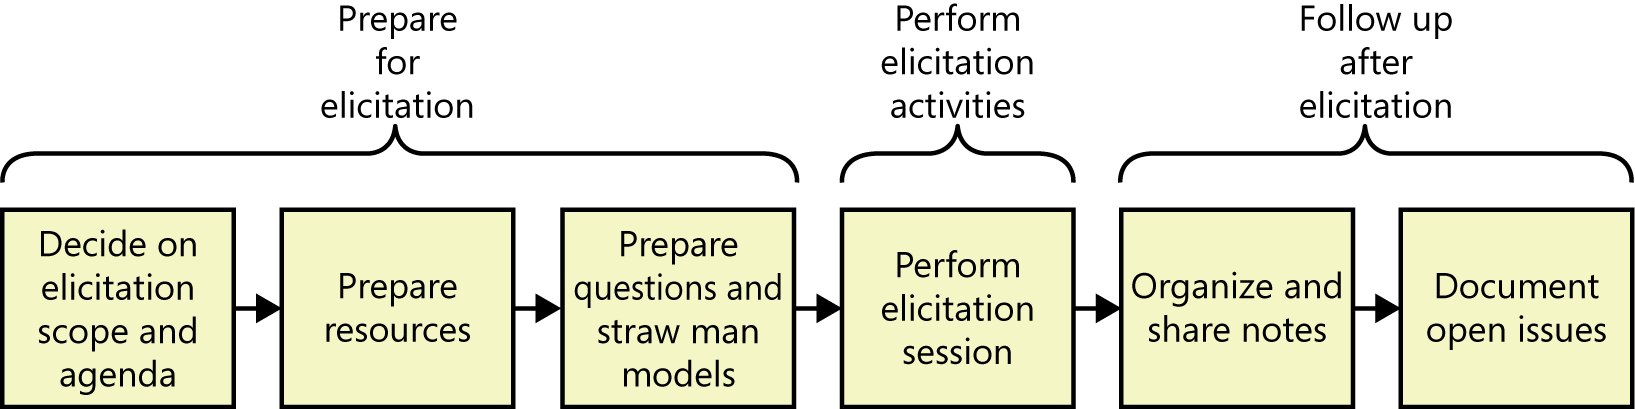 Prepare
for
elicitation
Perform
elicitation
activities
Follow up
after
elicitation
Decide on
elicitation
scope and
agenda
Prepare
resources
Prepare
questions and
straw man
models
Perform
elicitation
session
Organize and
share notes
Document
open issues